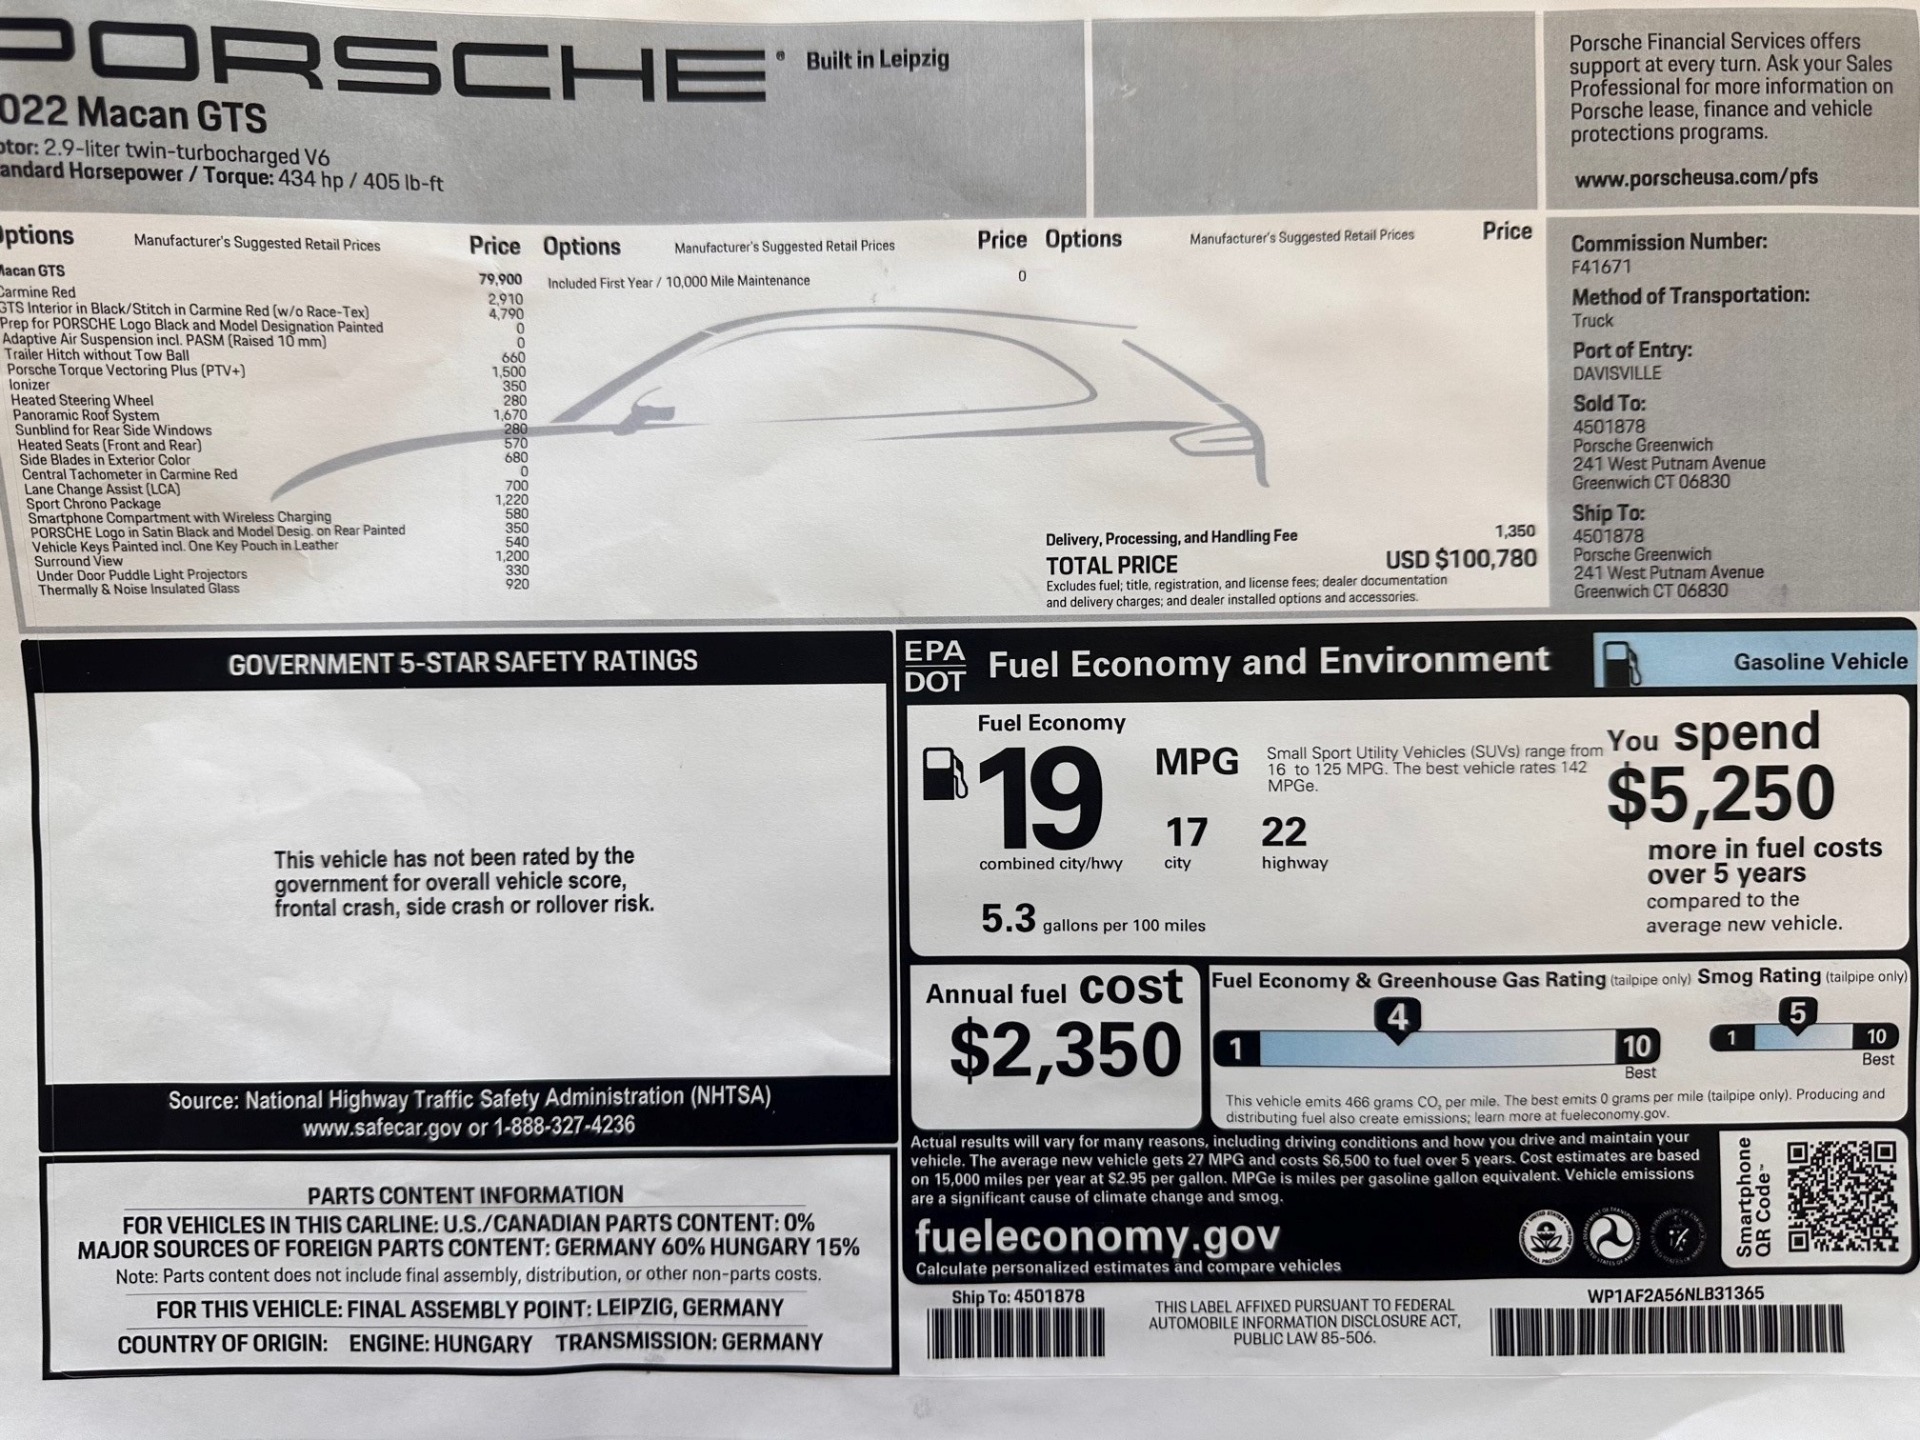 PORSCHE® Built in Leipzig
022 Macan GTS
otor: 2.9-liter twin-turbocharged V6
andard Horsepower / Torque: 434 hp / 405 lb-ft
Porsche Financial Services offers
support at every turn. Ask your Sales
Professional for more information on
Porsche lease, finance and vehicle
protections programs.
www.porscheusa.com/pfs
ptions Manufacturer's Suggested Retail Prices Price
Macan GTS 79,900
Carmine Red 2,910
GTS Interior in Black/Stitch in Carmine Red (w/o Race-Tex) 4,790
Prep for PORSCHE Logo Black and Model Designation Painted 0
Adaptive Air Suspension incl. PASM (Raised 10 mm) 0
Trailer Hitch without Tow Ball 660
Porsche Torque Vectoring Plus (PTV+) 1,500
Ionizer 350
Heated Steering Wheel 280
Panoramic Roof System 1,670
Sunblind for Rear Side Windows 280
Heated Seats (Front and Rear) 570
Side Blades in Exterior Color 680
Central Tachometer in Carmine Red 0
Lane Change Assist (LCA) 700
Sport Chrono Package 1,220
Smartphone Compartment with Wireless Charging 580
PORSCHE Logo in Satin Black and Model Desig. on Rear Painted 350
Vehicle Keys Painted incl. One Key Pouch in Leather 540
Surround View 1,200
Under Door Puddle Light Projectors 330
Thermally & Noise Insulated Glass 920
Options Manufacturer's Suggested Retail Prices Price
Included First Year / 10,000 Mile Maintenance 0
Options Manufacturer's Suggested Retail Prices Price
Delivery, Processing, and Handling Fee 1,350
TOTAL PRICE USD $100,780
Excludes fuel; title, registration, and license fees; dealer documentation
and delivery charges; and dealer installed options and accessories.
Commission Number:
F41671
Method of Transportation:
Truck
Port of Entry:
DAVISVILLE
Sold To:
4501878
Porsche Greenwich
241 West Putnam Avenue
Greenwich CT 06830
Ship To:
4501878
Porsche Greenwich
241 West Putnam Avenue
Greenwich CT 06830
GOVERNMENT 5-STAR SAFETY RATINGS
This vehicle has not been rated by the
government for overall vehicle score,
frontal crash, side crash or rollover risk.
Source: National Highway Traffic Safety Administration (NHTSA)
www.safecar.gov or 1-888-327-4236
PARTS CONTENT INFORMATION
FOR VEHICLES IN THIS CARLINE: U.S./CANADIAN PARTS CONTENT: 0%
MAJOR SOURCES OF FOREIGN PARTS CONTENT: GERMANY 60% HUNGARY 15%
Note: Parts content does not include final assembly, distribution, or other non-parts costs.
FOR THIS VEHICLE: FINAL ASSEMBLY POINT: LEIPZIG, GERMANY
COUNTRY OF ORIGIN: ENGINE: HUNGARY TRANSMISSION: GERMANY
EPA
DOT
Fuel Economy and Environment
Gasoline Vehicle
Fuel Economy
19 MPG
combined city/hwy
17
city
22
highway
5.3 gallons per 100 miles
Small Sport Utility Vehicles (SUVs) range from
16 to 125 MPG. The best vehicle rates 142
MPGe.
You spend
$5,250
more in fuel costs
over 5 years
compared to the
average new vehicle.
Annual fuel cost
$2,350
Fuel Economy & Greenhouse Gas Rating (tailpipe only)
4
1 10
Best
Smog Rating (tailpipe only)
5
1 10
Best
This vehicle emits 466 grams CO₂ per mile. The best emits 0 grams per mile (tailpipe only). Producing and
distributing fuel also create emissions; learn more at fueleconomy.gov.
Actual results will vary for many reasons, including driving conditions and how you drive and maintain your
vehicle. The average new vehicle gets 27 MPG and costs $6,500 to fuel over 5 years. Cost estimates are based
on 15,000 miles per year at $2.95 per gallon. MPGe is miles per gasoline gallon equivalent. Vehicle emissions
are a significant cause of climate change and smog.
fueleconomy.gov
Calculate personalized estimates and compare vehicles
Smartphone
QR Code™
Ship To: 4501878
THIS LABEL AFFIXED PURSUANT TO FEDERAL
AUTOMOBILE INFORMATION DISCLOSURE ACT,
PUBLIC LAW 85-506.
WP1AF2A56NLB31365